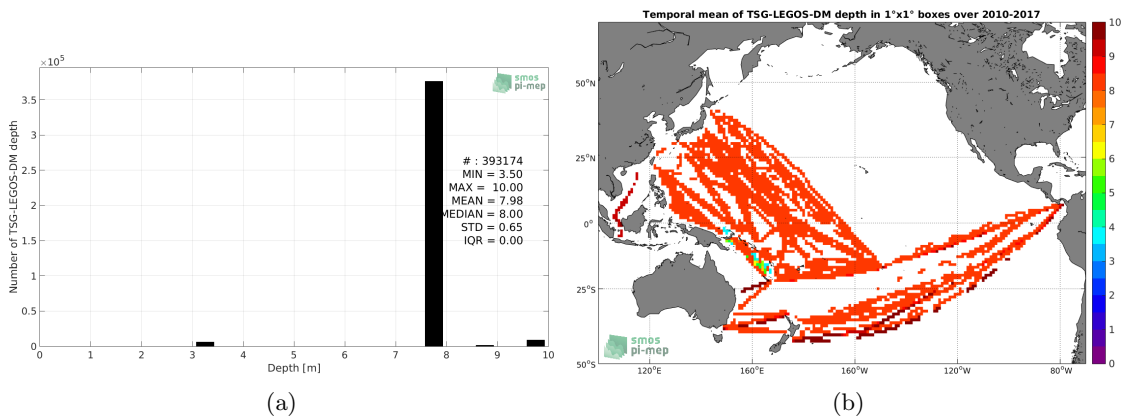 ×10⁵
3.5
3
2.5
2
1.5
1
0.5
0
Number of TSG-LEGOS-DM depth
smos
pi-mep
# : 393174
MIN = 3.50
MAX = 10.00
MEAN = 7.98
MEDIAN = 8.00
STD = 0.65
IQR = 0.00
0 1 2 3 4 5 6 7 8 9 10
Depth [m]
(a)
Temporal mean of TSG-LEGOS-DM depth in 1°x1° boxes over 2010-2017
50°N
25°N
0°
25°S
50°S
120°E 160°E 160°W 120°W 80°W
smos
pi-mep
10
9
8
7
6
5
4
3
2
1
0
(b)